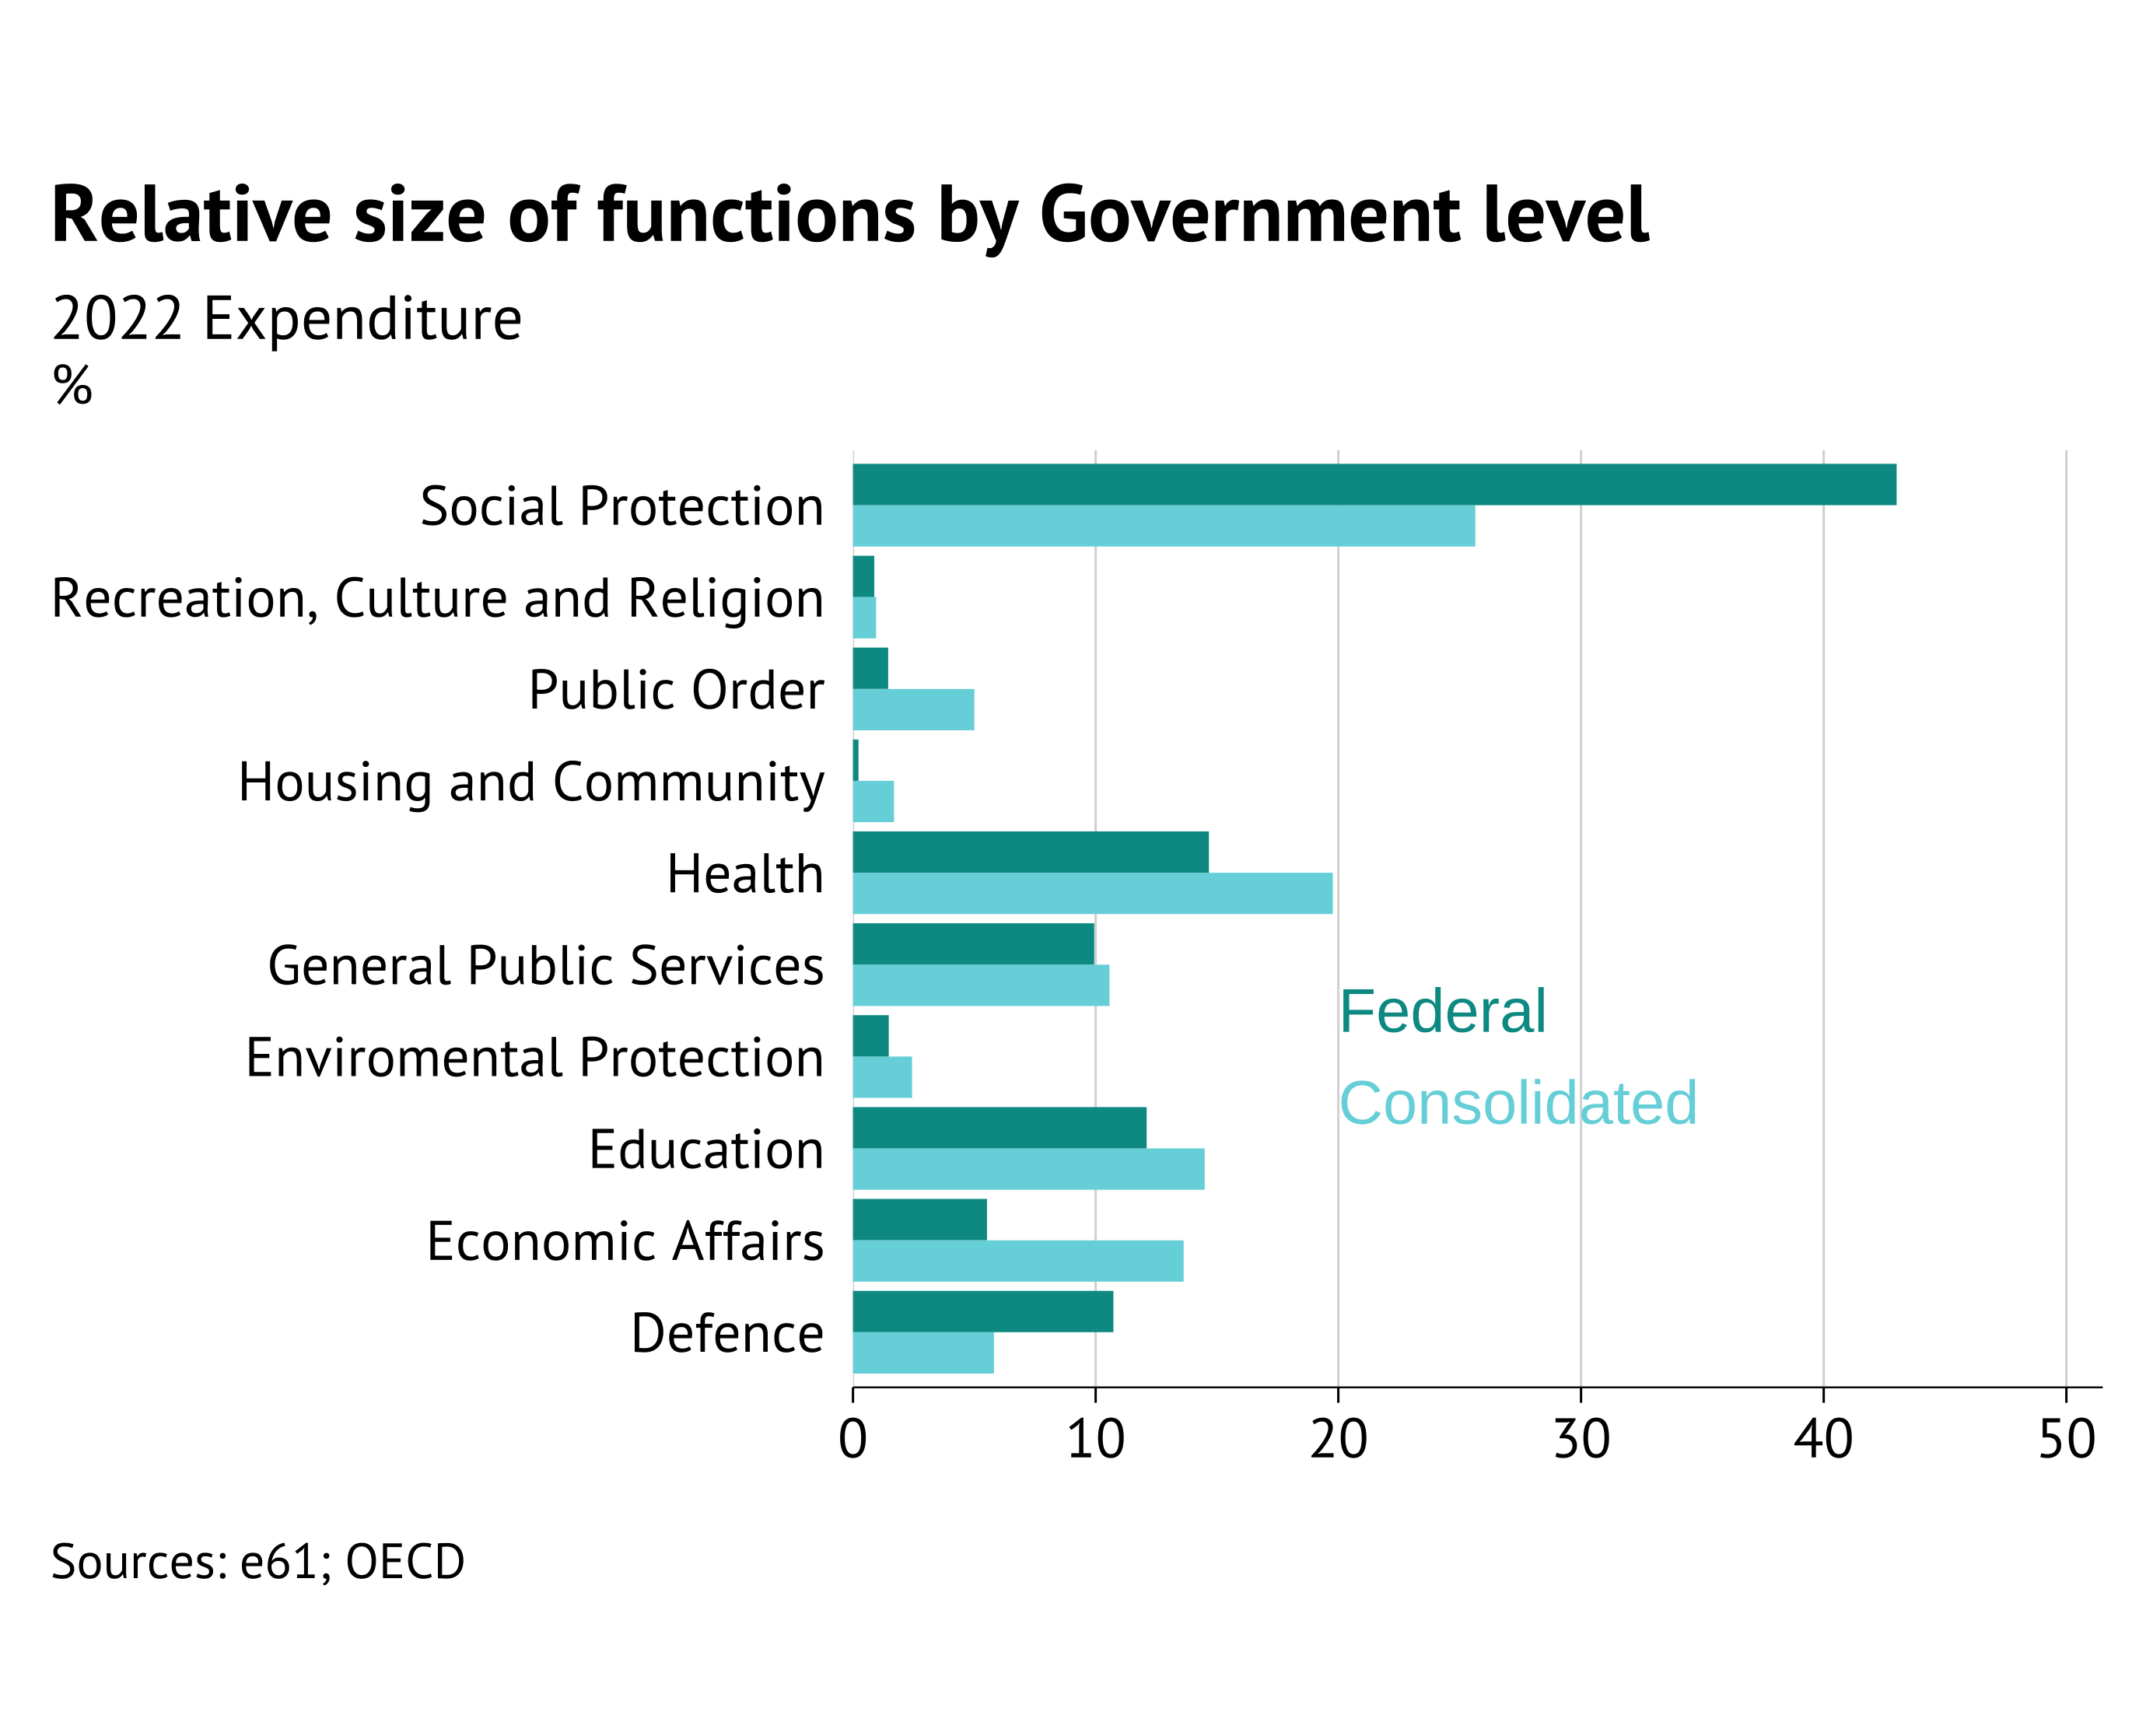 Relative size of functions by Government level
2022 Expenditure
%
Social Protection
Recreation, Culture and Religion
Public Order
Housing and Community
Health
General Public Services
Environmental Protection
Education
Economic Affairs
Defence
Federal
Consolidated
0 10 20 30 40 50
Sources: e61; OECD